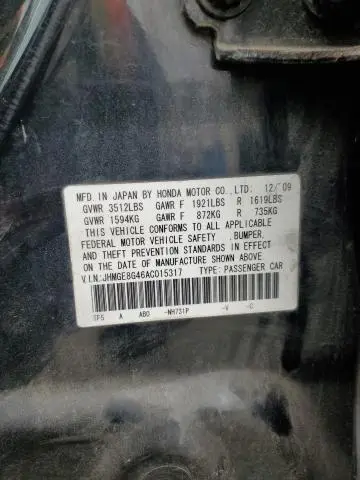 MFD. IN JAPAN BY HONDA MOTOR CO.,LTD. 12/09
GVWR 3512LBS GAWR F 1921LBS R 1619LBS
GVWR 1594KG GAWR F 872KG R 735KG
THIS VEHICLE CONFORMS TO ALL APPLICABLE
FEDERAL MOTOR VEHICLE SAFETY ,BUMPER,
AND THEFT PREVENTION STANDARDS IN EFFECT
ON THE DATE OF MANUFACTURE SHOWN ABOVE.
V.I.N.:JHMGE8G46AC015317 TYPE: PASSENGER CAR
TF5 A ABO -NH731P -V -C